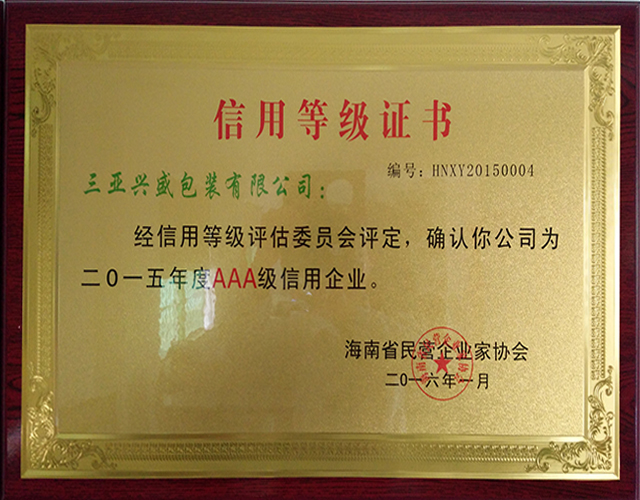 信用等级证书
编号：HNXY20150004
三亚兴盛包装有限公司：
经信用等级评估委员会评定，确认你公司为
二0一五年度AAA级信用企业。
海南省民营企业家协会
二0一六年一月